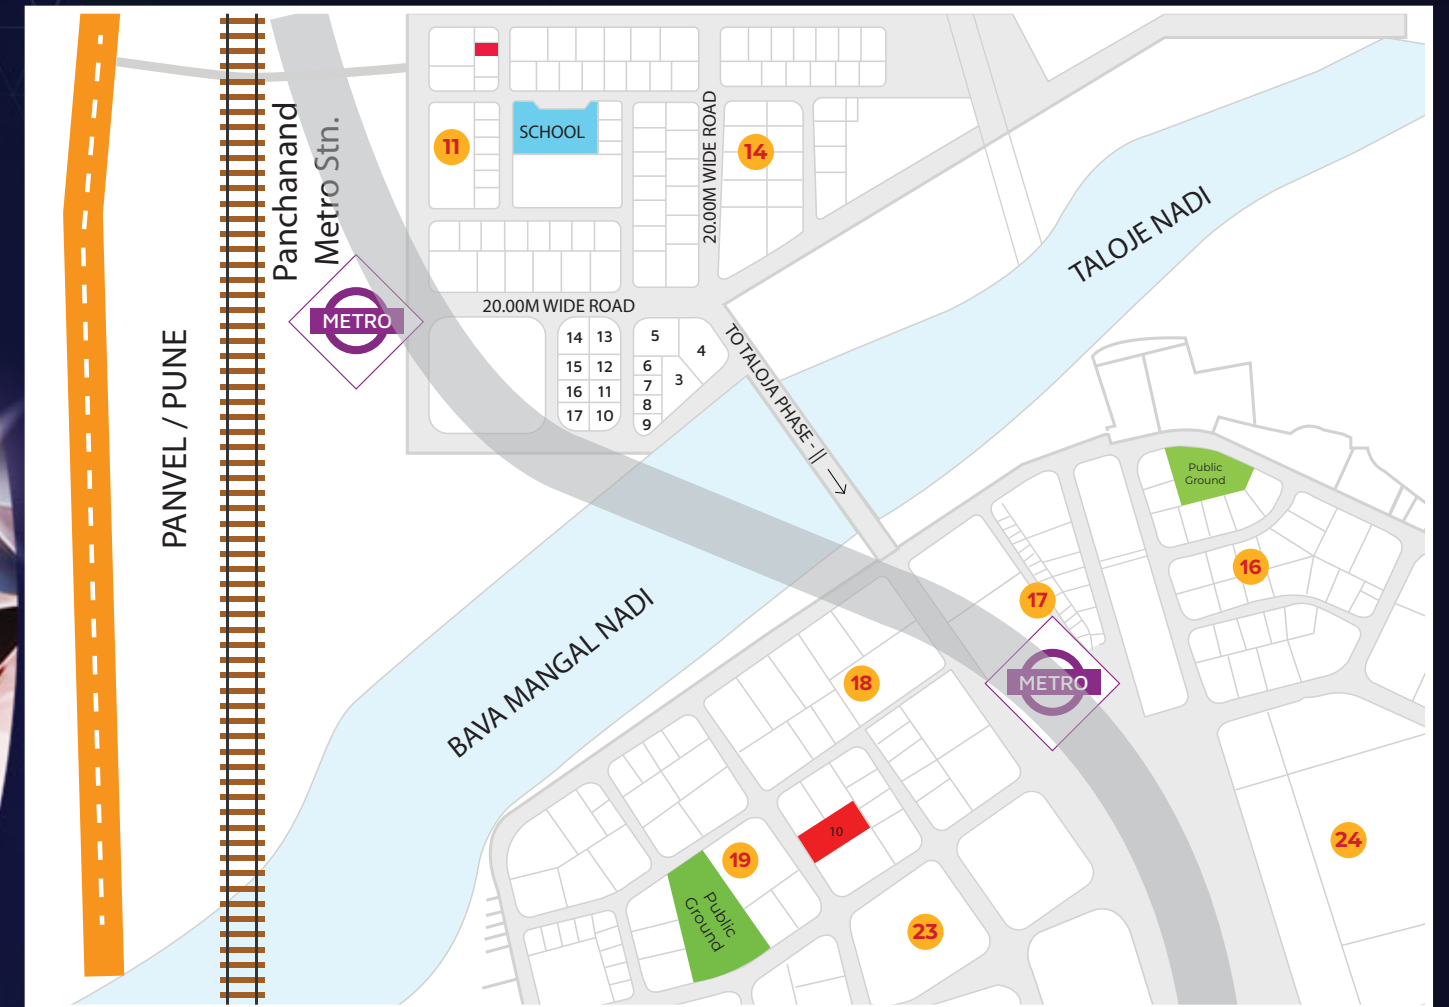 Panchanand
Metro Stn.
METRO
PANVEL / PUNE
11
SCHOOL
20.00M WIDE ROAD
14
20.00M WIDE ROAD
14 13
15 12
16 11
17 10
5
4
6
3
7
8
9
TO TALOJA PHASE - ||
TALOJE NADI
BAVA MANGAL NADI
Public
Ground
16
17
METRO
18
10
19
Public
Ground
23
24